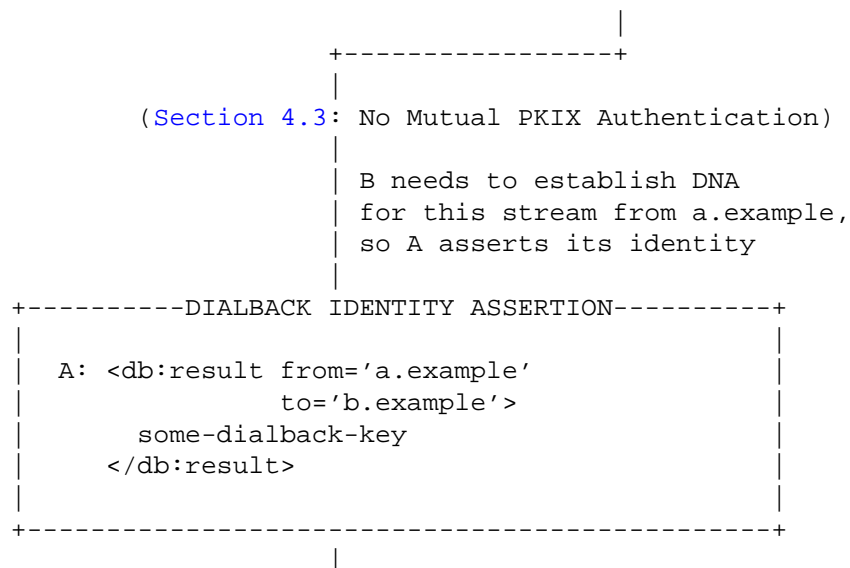 |
                          +-----------------+
                          |
          (Section 4.3: No Mutual PKIX Authentication)
                          |
                          | B needs to establish DNA
                          | for this stream from a.example,
                          | so A asserts its identity
                          |
+----------DIALBACK IDENTITY ASSERTION----------+
|                                               |
|  A: <db:result from='a.example'               |
|                to='b.example'>                |
|       some-dialback-key                       |
|     </db:result>                              |
|                                               |
+-----------------------------------------------+
                          |